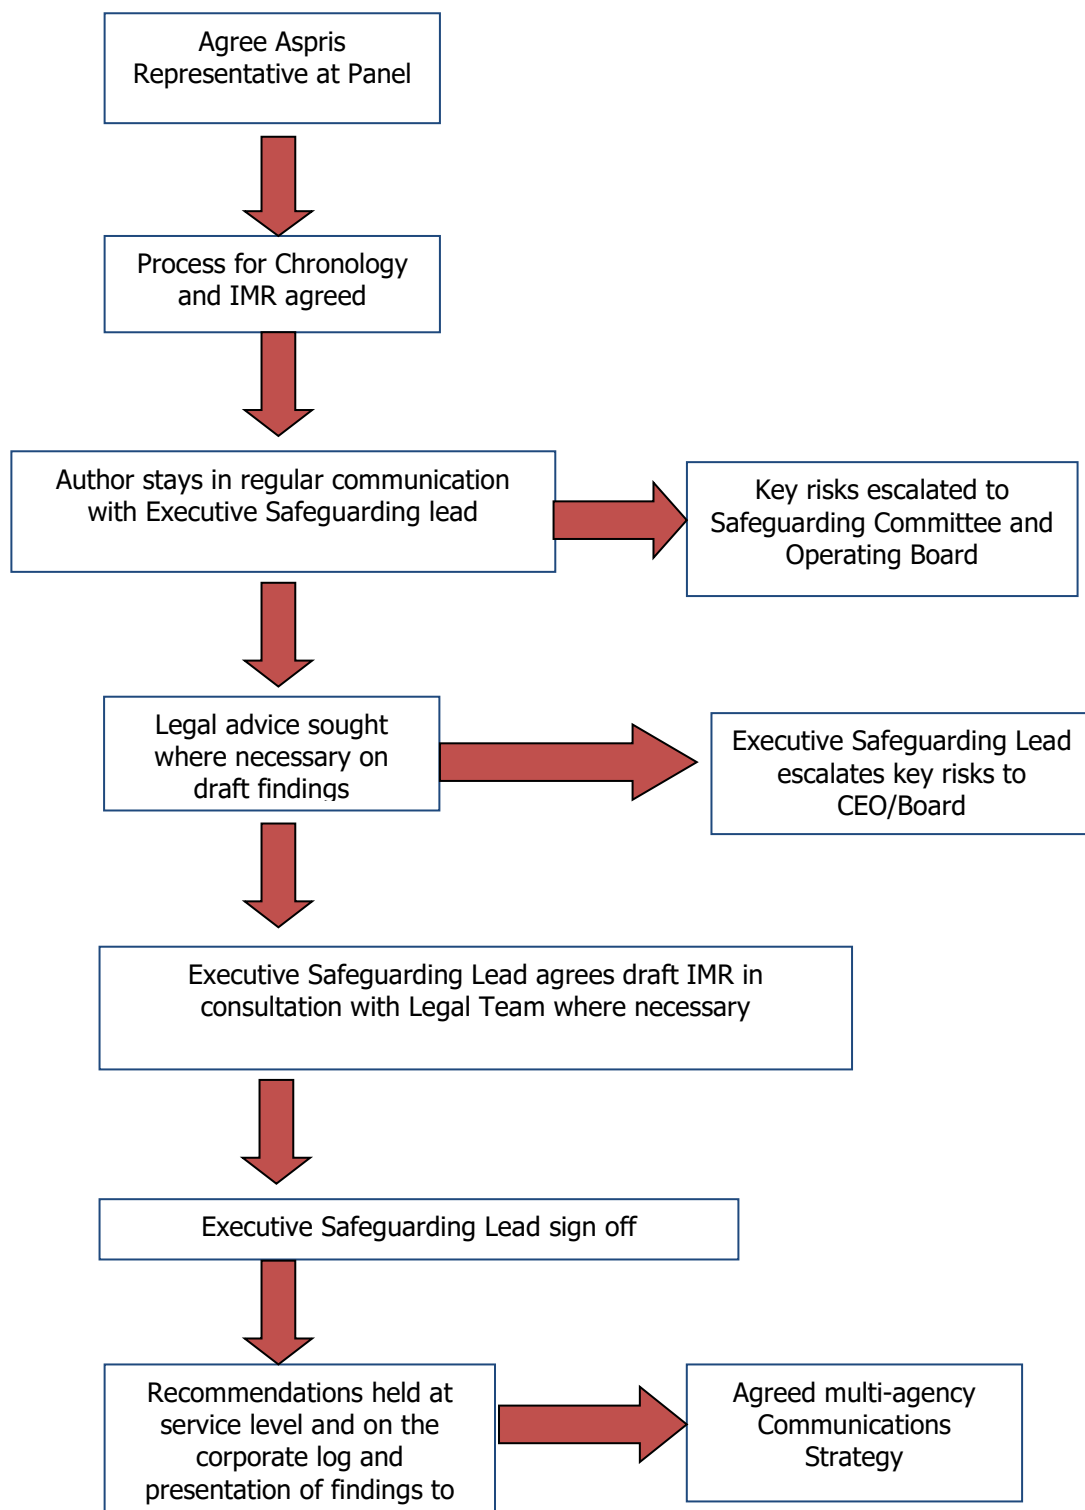 Agree Aspris
Representative at Panel
Process for Chronology
and IMR agreed
Author stays in regular communication
with Executive Safeguarding lead
Key risks escalated to
Safeguarding Committee and
Operating Board
Legal advice sought
where necessary on
draft findings
Executive Safeguarding Lead
escalates key risks to
CEO/Board
Executive Safeguarding Lead agrees draft IMR in
consultation with Legal Team where necessary
Executive Safeguarding Lead sign off
Recommendations held at
service level and on the
corporate log and
presentation of findings to
Agreed multi-agency
Communications
Strategy